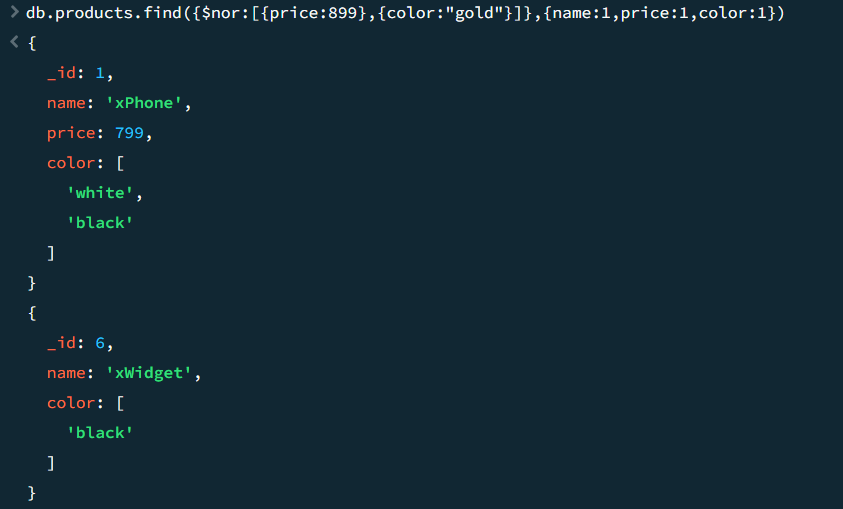 > db.products.find({$nor:[{price:899},{color:"gold"}]},{name:1,price:1,color:1})
< {
_id: 1,
name: 'xPhone',
price: 799,
color: [
'white',
'black'
]
}
{
_id: 6,
name: 'xWidget',
color: [
'black'
]
}